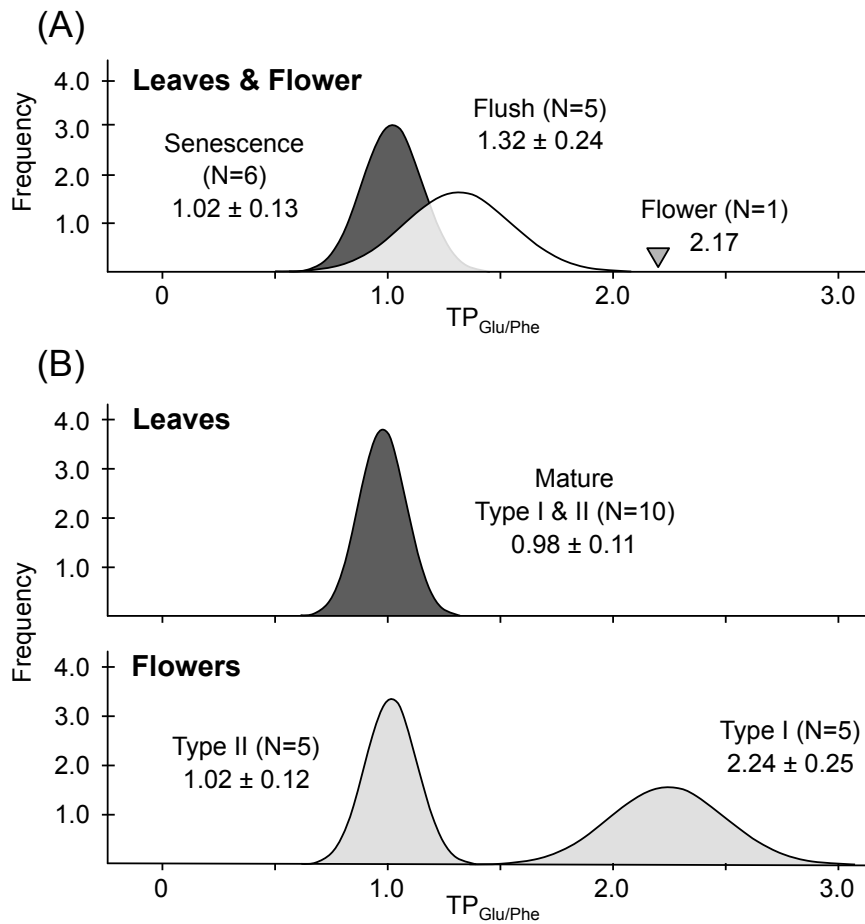 (A)
Leaves & Flower
Frequency
4.0
3.0
2.0
1.0
Senescence
(N=6)
1.02 ± 0.13
Flush (N=5)
1.32 ± 0.24
Flower (N=1)
2.17
0
1.0
2.0
3.0
TP Glu/Phe
(B)
Leaves
Frequency
4.0
3.0
2.0
1.0
Mature
Type I & II (N=10)
0.98 ± 0.11
Flowers
4.0
3.0
2.0
1.0
Type II (N=5)
1.02 ± 0.12
Type I (N=5)
2.24 ± 0.25
0
1.0
2.0
3.0
TP Glu/Phe